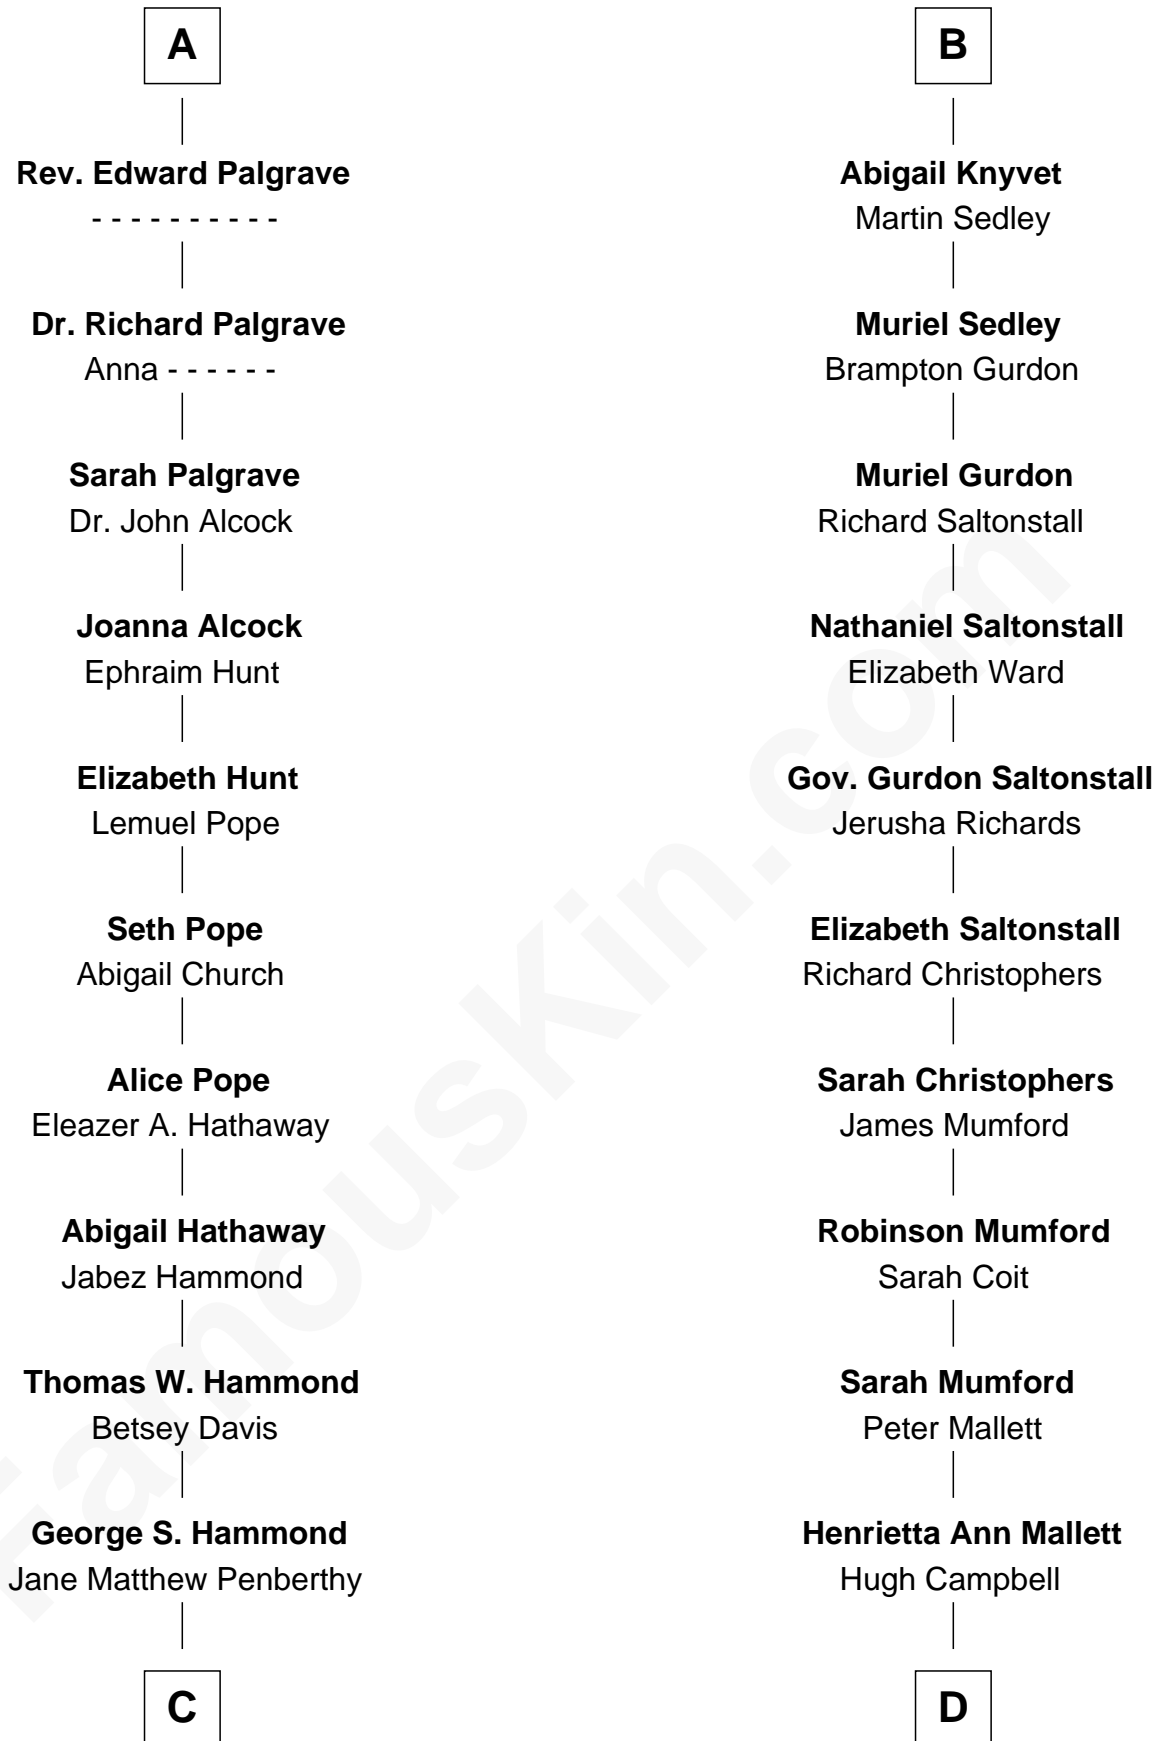 A
Rev. Edward Palgrave
- - - - - - - - - -
Dr. Richard Palgrave
Anna - - - - - -
Sarah Palgrave
Dr. John Alcock
Joanna Alcock
Ephraim Hunt
Elizabeth Hunt
Lemuel Pope
Seth Pope
Abigail Church
Alice Pope
Eleazer A. Hathaway
Abigail Hathaway
Jabez Hammond
Thomas W. Hammond
Betsey Davis
George S. Hammond
Jane Matthew Penberthy
C
B
Abigail Knyvet
Martin Sedley
Muriel Sedley
Brampton Gurdon
Muriel Gurdon
Richard Saltonstall
Nathaniel Saltonstall
Elizabeth Ward
Gov. Gurdon Saltonstall
Jerusha Richards
Elizabeth Saltonstall
Richard Christophers
Sarah Christophers
James Mumford
Robinson Mumford
Sarah Coit
Sarah Mumford
Peter Mallett
Henrietta Ann Mallett
Hugh Campbell
D
FamousKin.com